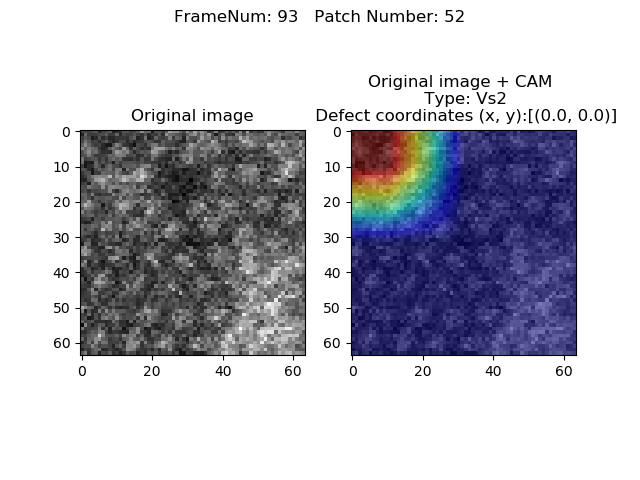 FrameNum: 93   Patch Number: 52
Original image
Original image + CAM
Type: Vs2
Defect coordinates (x, y):[(0.0, 0.0)]
0
10
20
30
40
50
60
0 20 40 60
0
10
20
30
40
50
60
0 20 40 60